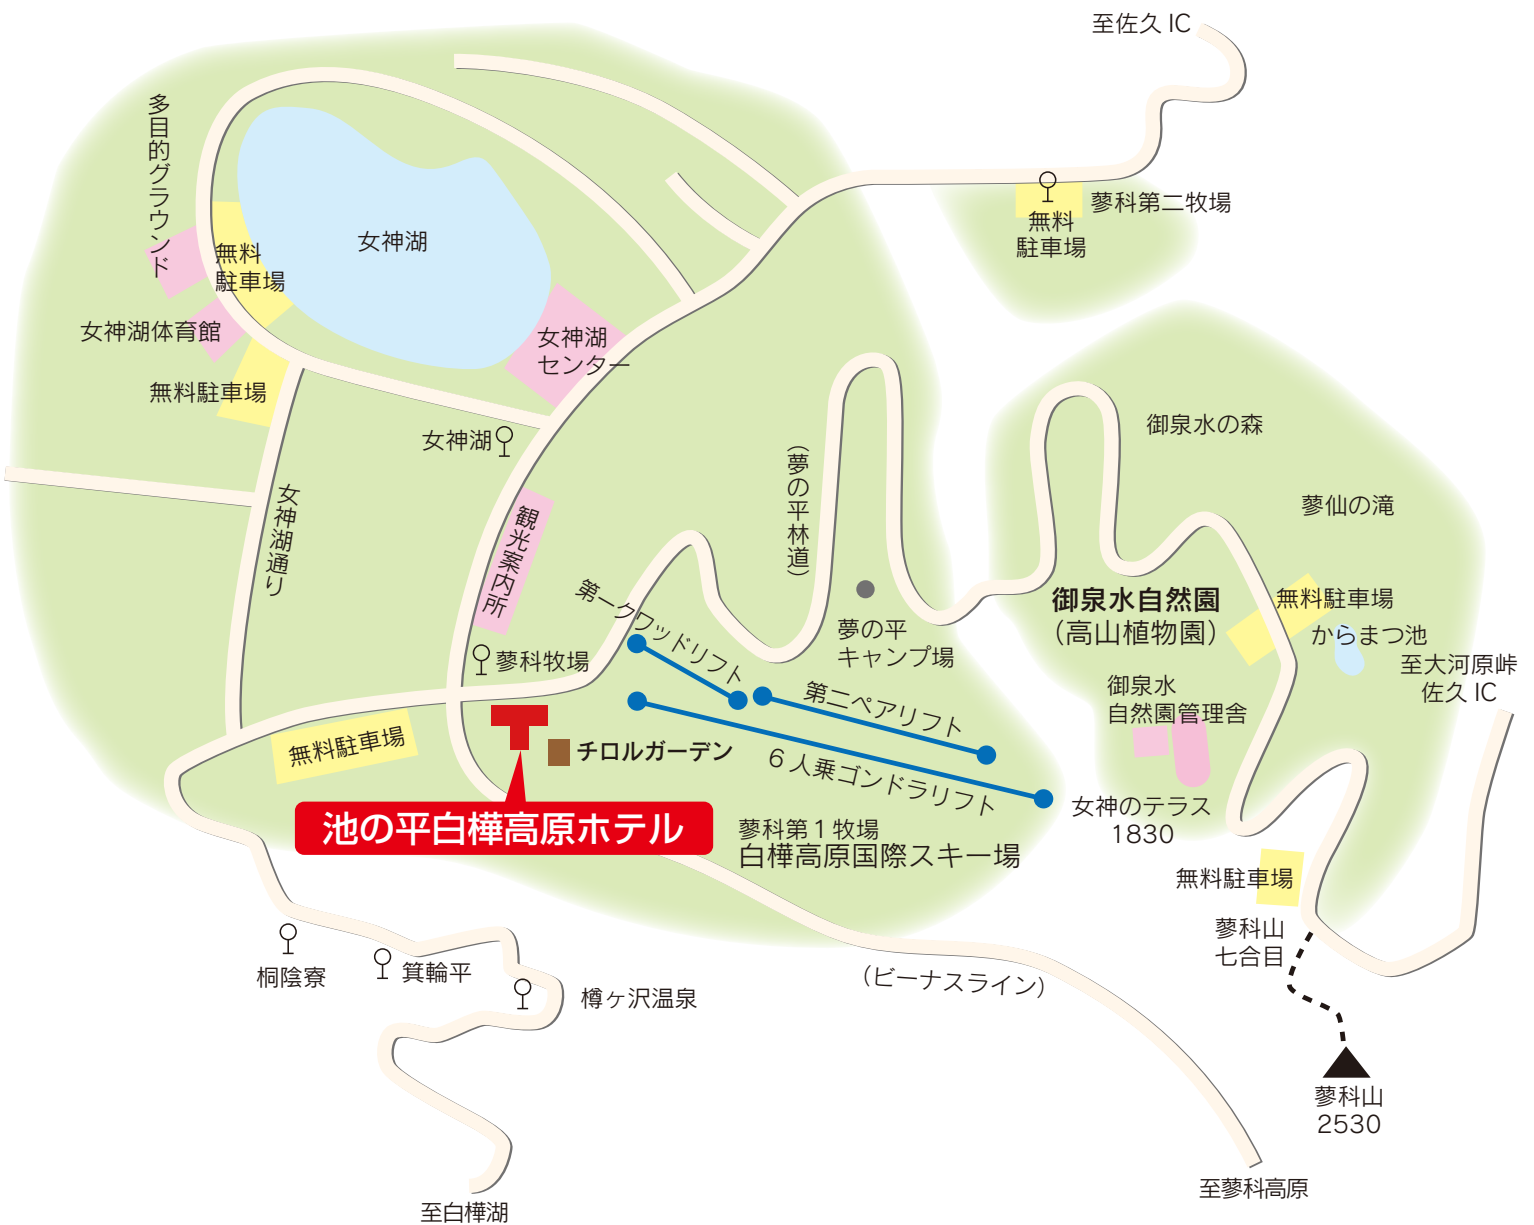 至佐久 IC
多目的グラウンド
蓼科第二牧場
無料
駐車場
女神湖
無料
駐車場
女神湖体育館
女神湖
センター
無料駐車場
女神湖
御泉水の森
(夢の平林道)
女神湖通り
観光案内所
蓼仙の滝
第一クワッドリフト
夢の平
キャンプ場
御泉水自然園
(高山植物園)
無料駐車場
からまつ池
至大河原峠
佐久 IC
蓼科牧場
第二ペアリフト
御泉水
自然園管理舎
無料駐車場
チロルガーデン
6人乗ゴンドラリフト
女神のテラス
1830
池の平白樺高原ホテル
蓼科第1牧場
白樺高原国際スキー場
無料駐車場
蓼科山
七合目
桐陰寮
箕輪平
樽ヶ沢温泉
(ビーナスライン)
蓼科山
2530
至蓼科高原
至白樺湖